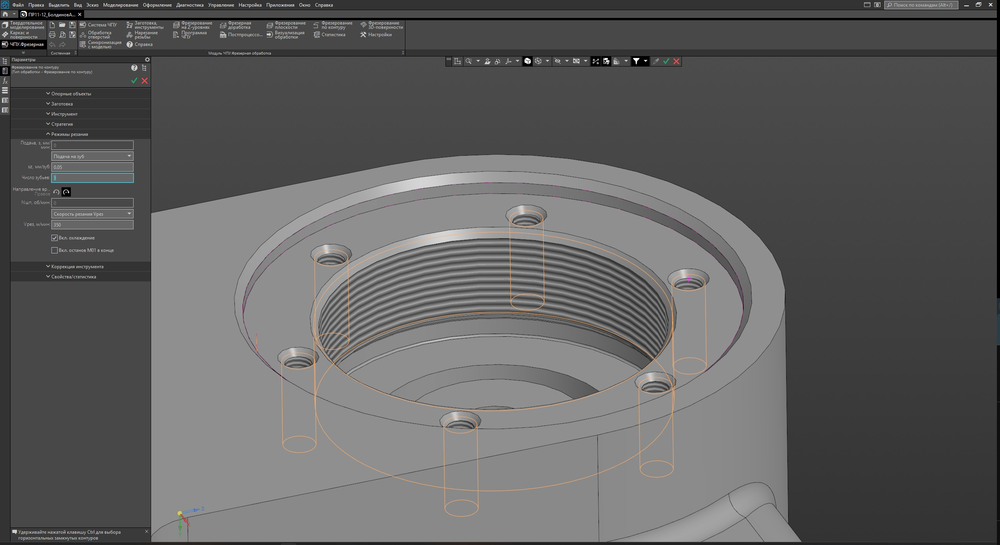 Файл Правка Выделить Вид Эскиз Моделирование Оформление Диагностика Управление Настройка Приложения Окно Справка
Поиск по командам (Alt+/)
ПР11-12_БолдиновА...
Твердотельное
моделирование
Каркас и
поверхности
ЧПУ.Фрезерная
Системная
Система ЧПУ
Обработка
отверстий
Синхронизация
с моделью
Заготовка,
инструменты
Нарезание
резьбы
Справка
Фрезерование
на Z-уровнях
Программа
ЧПУ
Фрезерная
доработка
Постпроцессо...
Фрезерование
плоскости
Визуализация
обработки
Фрезерование
по контуру
Статистика
Фрезерование
3D-поверхности
Настройки
Модуль ЧПУ.Фрезерная обработка
Параметры
Фрезерование по контуру
(Тип обработки - Фрезерование по контуру)
Опорные объекты
Заготовка
Инструмент
Стратегия
Режимы резания
Подача, s, мм/
мин: 0
Подача на зуб
sz, мм/зуб: 0.05
Число зубьев: 1
Направление вр...
Правое
Nшп, об/мин: 0
Скорость резания Vрез
Vрез, м/мин: 350
Вкл. охлаждение
Вкл. останов M01 в конце
Коррекция инструмента
Свойства/статистика
Z
X
Y
Удерживайте нажатой клавишу Ctrl для выбора
горизонтальных замкнутых контуров